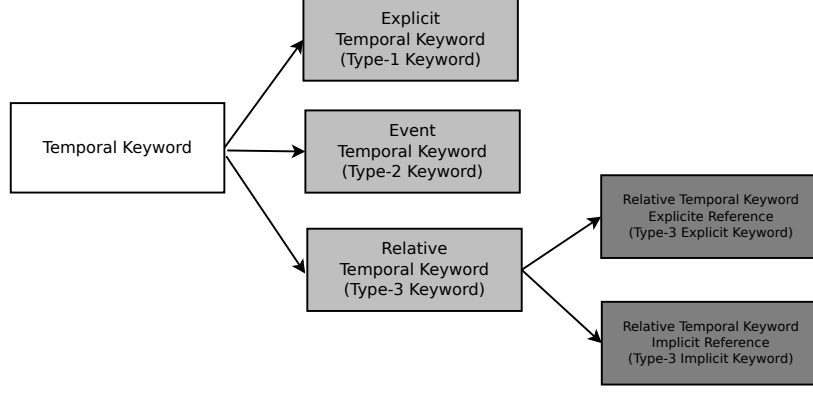 Explicit
Temporal Keyword
(Type-1 Keyword)
Temporal Keyword
Event
Temporal Keyword
(Type-2 Keyword)
Relative
Temporal Keyword
(Type-3 Keyword)
Relative Temporal Keyword
Explicite Reference
(Type-3 Explicit Keyword)
Relative Temporal Keyword
Implicit Reference
(Type-3 Implicit Keyword)